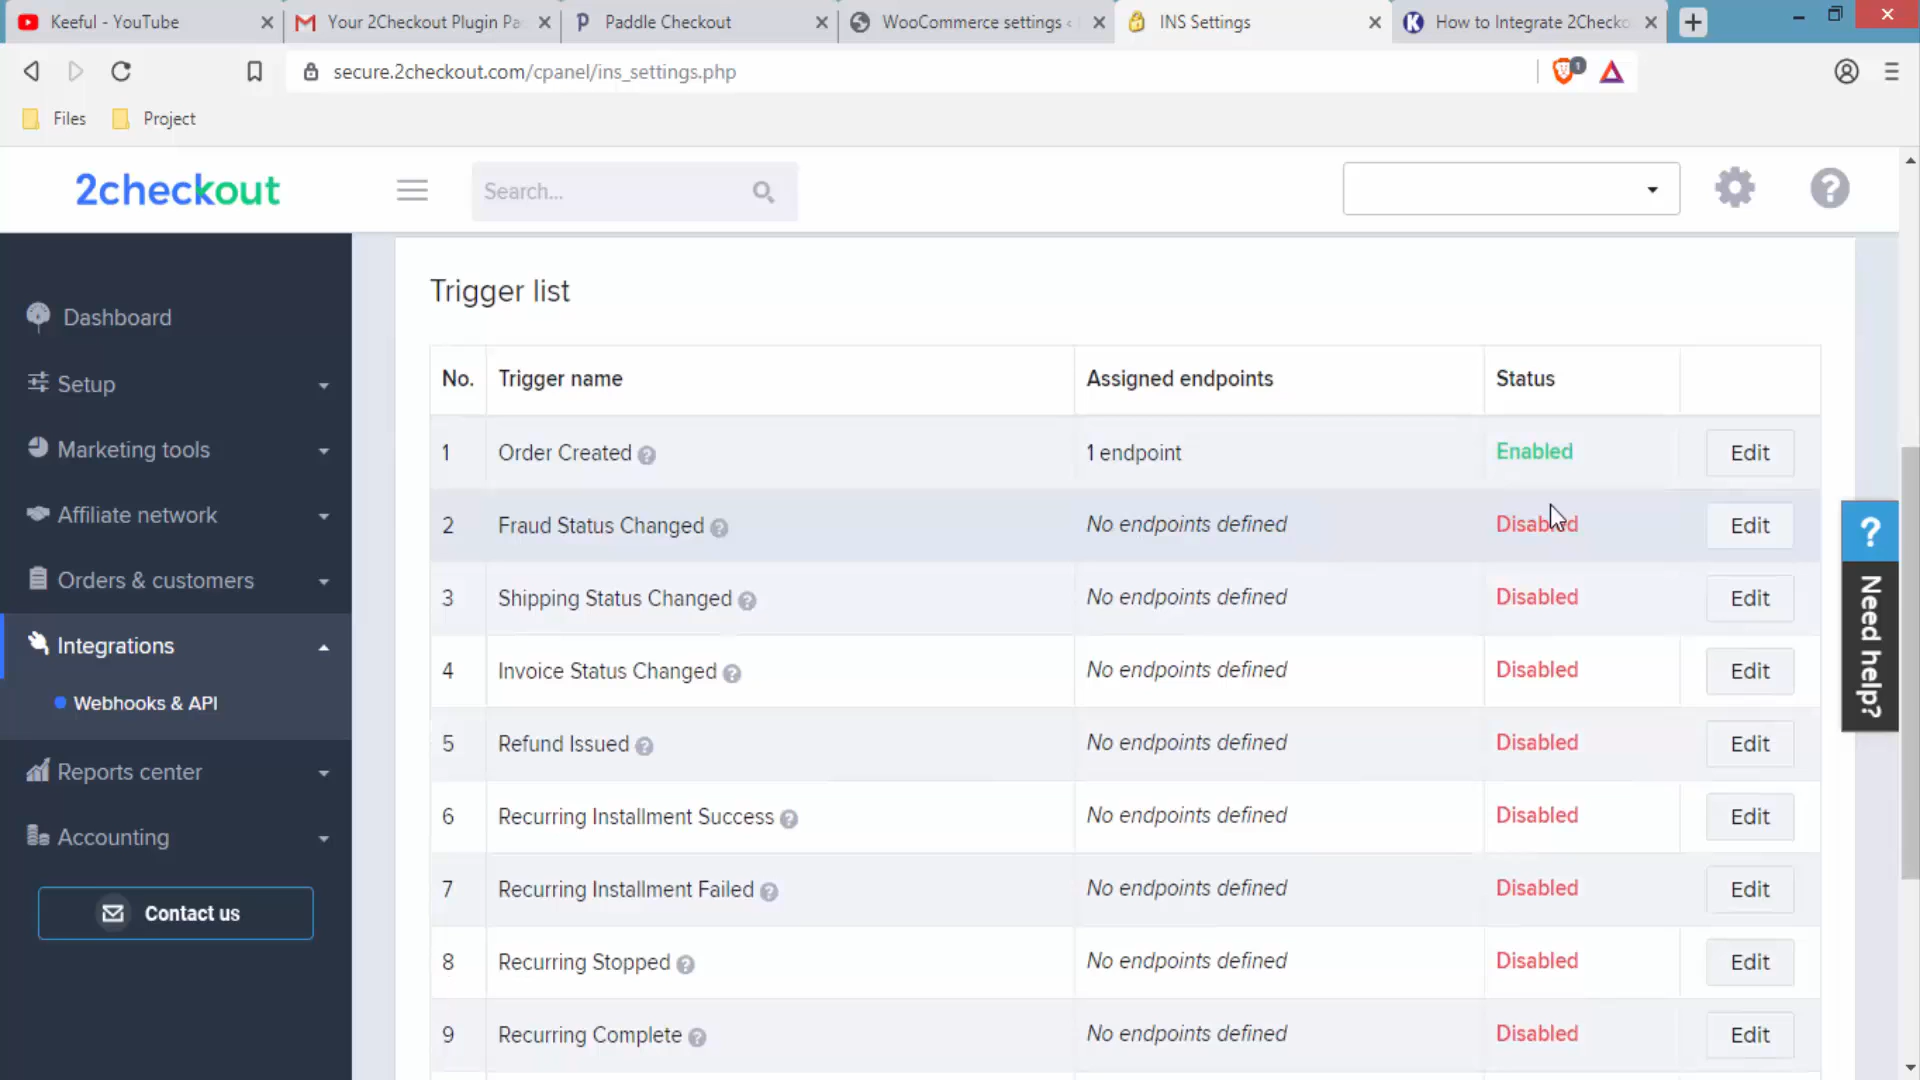 Keeful - YouTube
Your 2Checkout Plugin Pa
Paddle Checkout
WooCommerce settings ‹
INS Settings
How to Integrate 2Checko
secure.2checkout.com/cpanel/ins_settings.php
1
Files
Project
2checkout
Search...
Dashboard
Setup
Marketing tools
Affiliate network
Orders & customers
Integrations
Webhooks & API
Reports center
Accounting
Contact us
Trigger list
No. Trigger name Assigned endpoints Status
1 Order Created 1 endpoint Enabled Edit
2 Fraud Status Changed No endpoints defined Disabled Edit
3 Shipping Status Changed No endpoints defined Disabled Edit
4 Invoice Status Changed No endpoints defined Disabled Edit
5 Refund Issued No endpoints defined Disabled Edit
6 Recurring Installment Success No endpoints defined Disabled Edit
7 Recurring Installment Failed No endpoints defined Disabled Edit
8 Recurring Stopped No endpoints defined Disabled Edit
9 Recurring Complete No endpoints defined Disabled Edit
? Need help?